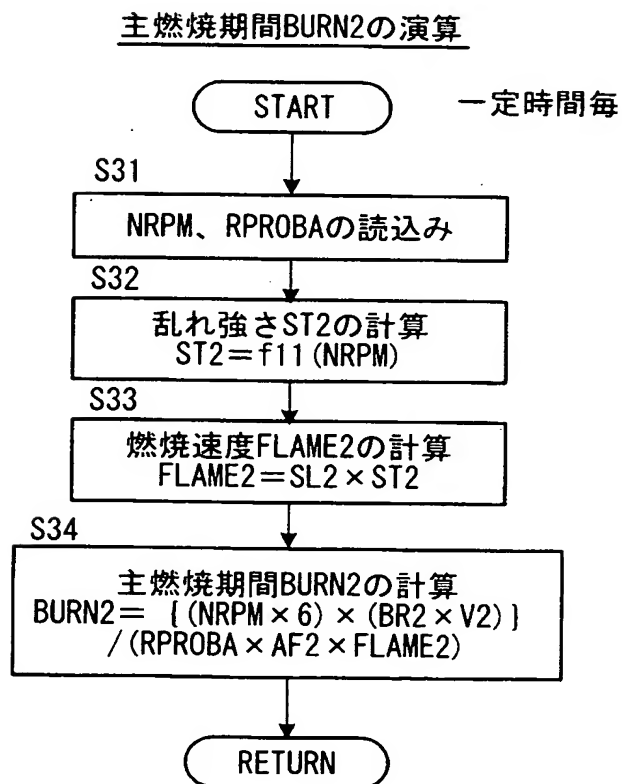 主燃焼期間BURN2の演算
START
一定時間毎
S31
NRPM、RPROBAの読込み
S32
乱れ強さST2の計算
ST2=f11(NRPM)
S33
燃焼速度FLAME2の計算
FLAME2=SL2×ST2
S34
主燃焼期間BURN2の計算
BURN2= {(NRPM×6)×(BR2×V2)}
/(RPROBA×AF2×FLAME2)
RETURN